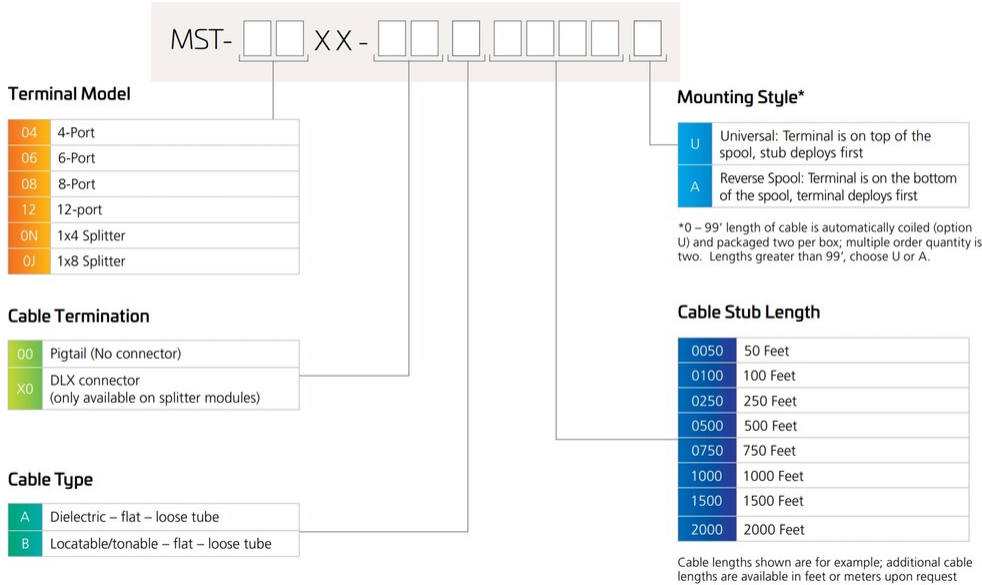 MST- XX -
Terminal Model
04 4-Port
06 6-Port
08 8-Port
12 12-port
0N 1x4 Splitter
0J 1x8 Splitter
Cable Termination
00 Pigtail (No connector)
X0 DLX connector
(only available on splitter modules)
Cable Type
A Dielectric – flat – loose tube
B Locatable/tonable – flat – loose tube
Mounting Style*
U Universal: Terminal is on top of the
spool, stub deploys first
A Reverse Spool: Terminal is on the bottom
of the spool, terminal deploys first
*0 – 99' length of cable is automatically coiled (option
U) and packaged two per box; multiple order quantity is
two. Lengths greater than 99', choose U or A.
Cable Stub Length
0050 50 Feet
0100 100 Feet
0250 250 Feet
0500 500 Feet
0750 750 Feet
1000 1000 Feet
1500 1500 Feet
2000 2000 Feet
Cable lengths shown are for example; additional cable
lengths are available in feet or meters upon request